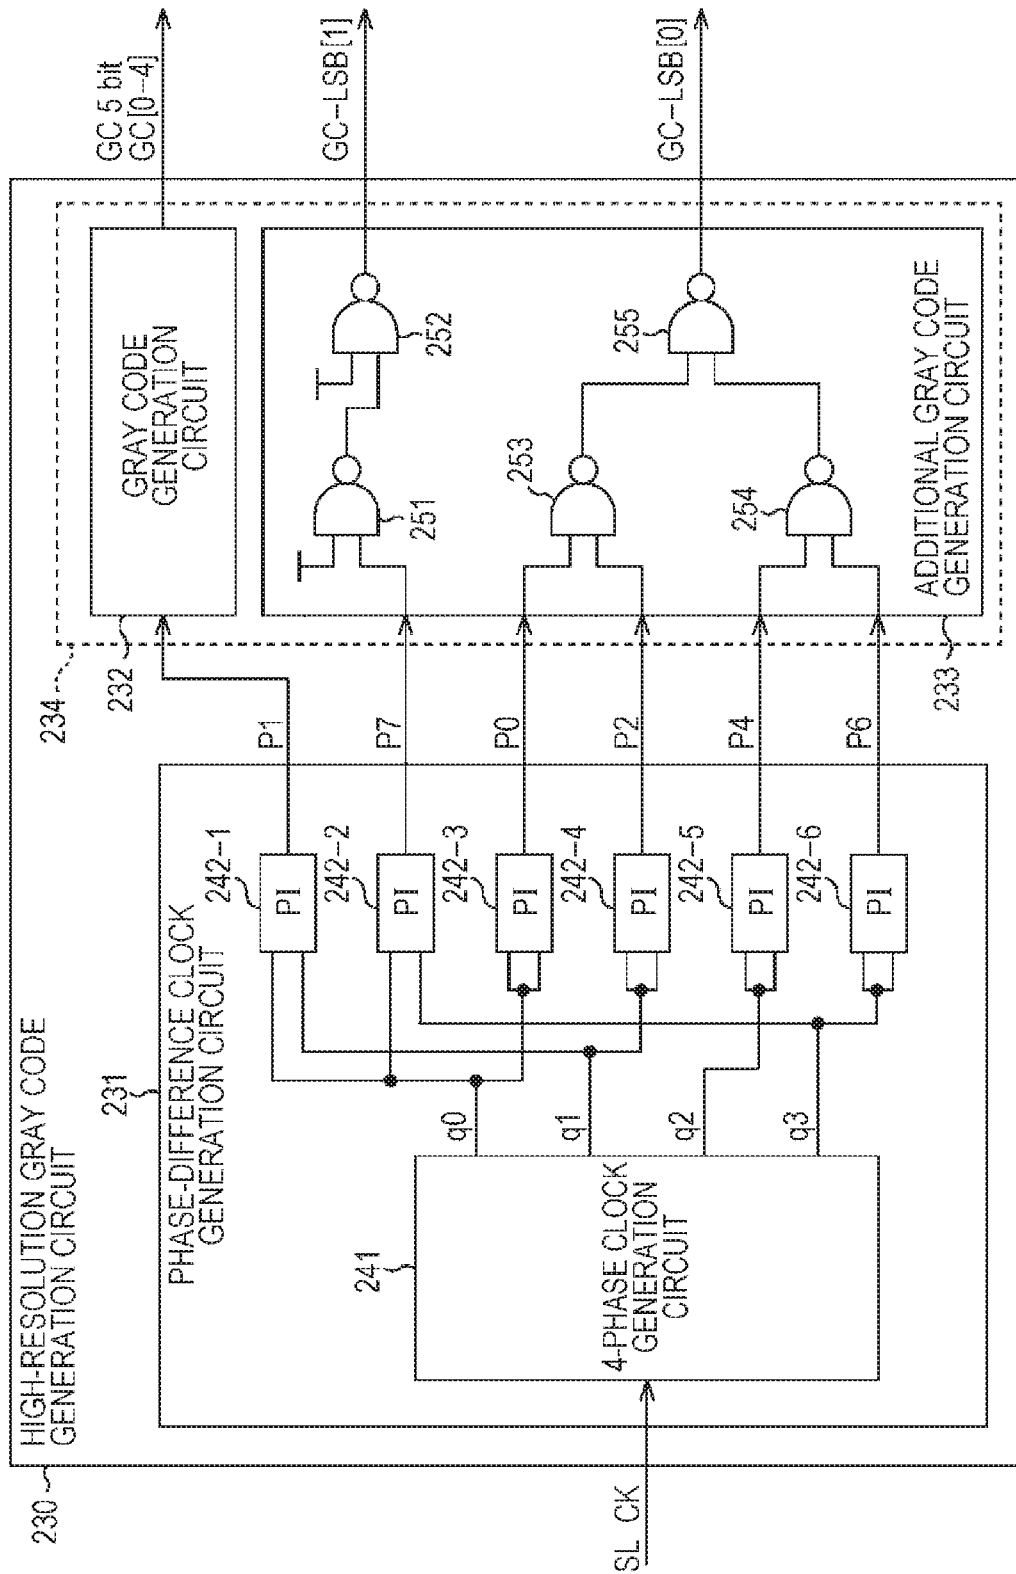 HIGH-RESOLUTION GRAY CODE
GENERATION CIRCUIT
230
PHASE-DIFFERENCE CLOCK
GENERATION CIRCUIT
231
SL CK
241
4-PHASE CLOCK
GENERATION
CIRCUIT
q0
q1
q2
q3
242-1
PI
242-2
PI
242-3
PI
242-4
PI
242-5
PI
242-6
PI
P1
P7
P0
P2
P4
P6
234
232
GRAY CODE
GENERATION
CIRCUIT
233
ADDITIONAL GRAY CODE
GENERATION CIRCUIT
251
252
253
254
255
GC 5 bit
GC[0-4]
GC-LSB[1]
GC-LSB[0]